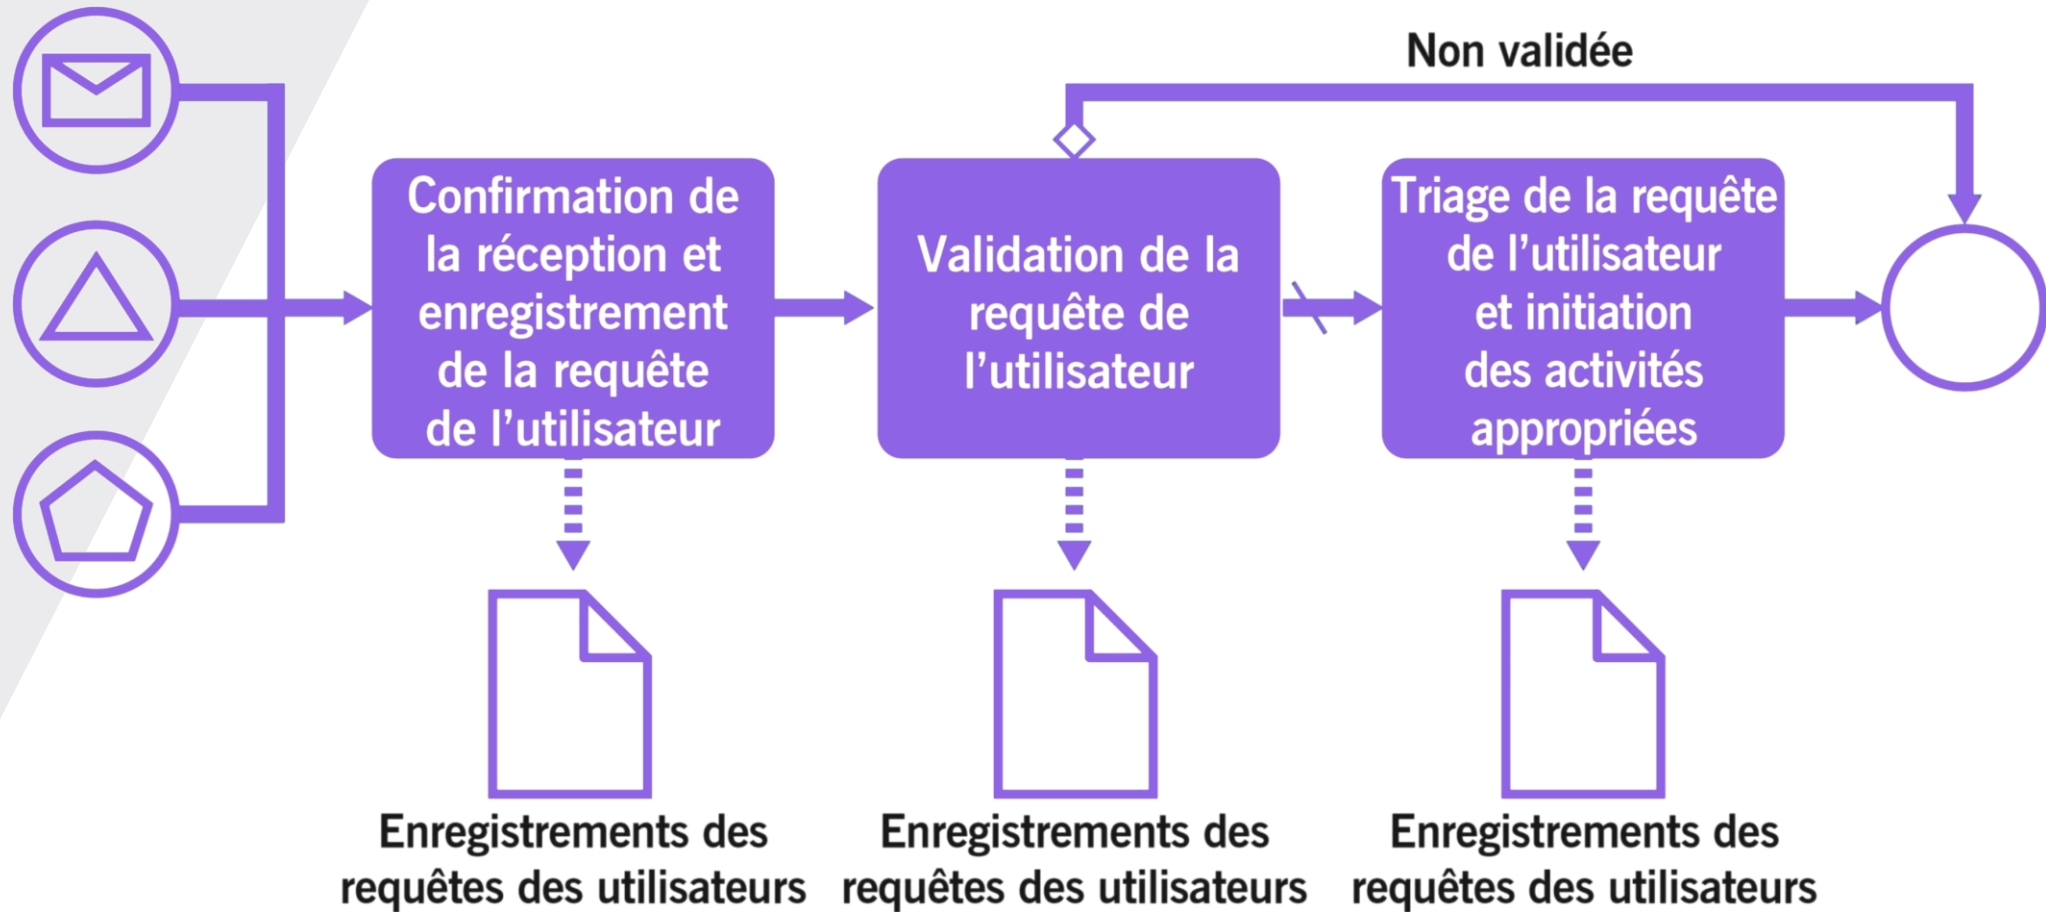 Non validée
Confirmation de
la réception et
enregistrement
de la requête
de l’utilisateur
Validation de la
requête de
l’utilisateur
Triage de la requête
de l’utilisateur
et initiation
des activités
appropriées
Enregistrements des
requêtes des utilisateurs
Enregistrements des
requêtes des utilisateurs
Enregistrements des
requêtes des utilisateurs